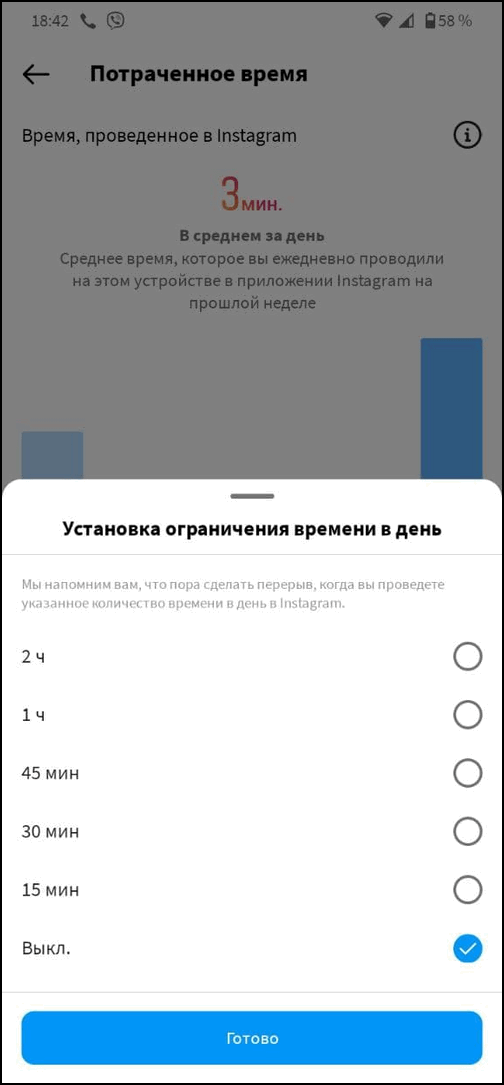 18:42
58 %
Потраченное время
Время, проведенное в Instagram
3мин.
В среднем за день
Среднее время, которое вы ежедневно проводили
на этом устройстве в приложении Instagram на
прошлой неделе
Установка ограничения времени в день
Мы напомним вам, что пора сделать перерыв, когда вы проведете
указанное количество времени в день в Instagram.
2 ч
1 ч
45 мин
30 мин
15 мин
Выкл.
Готово